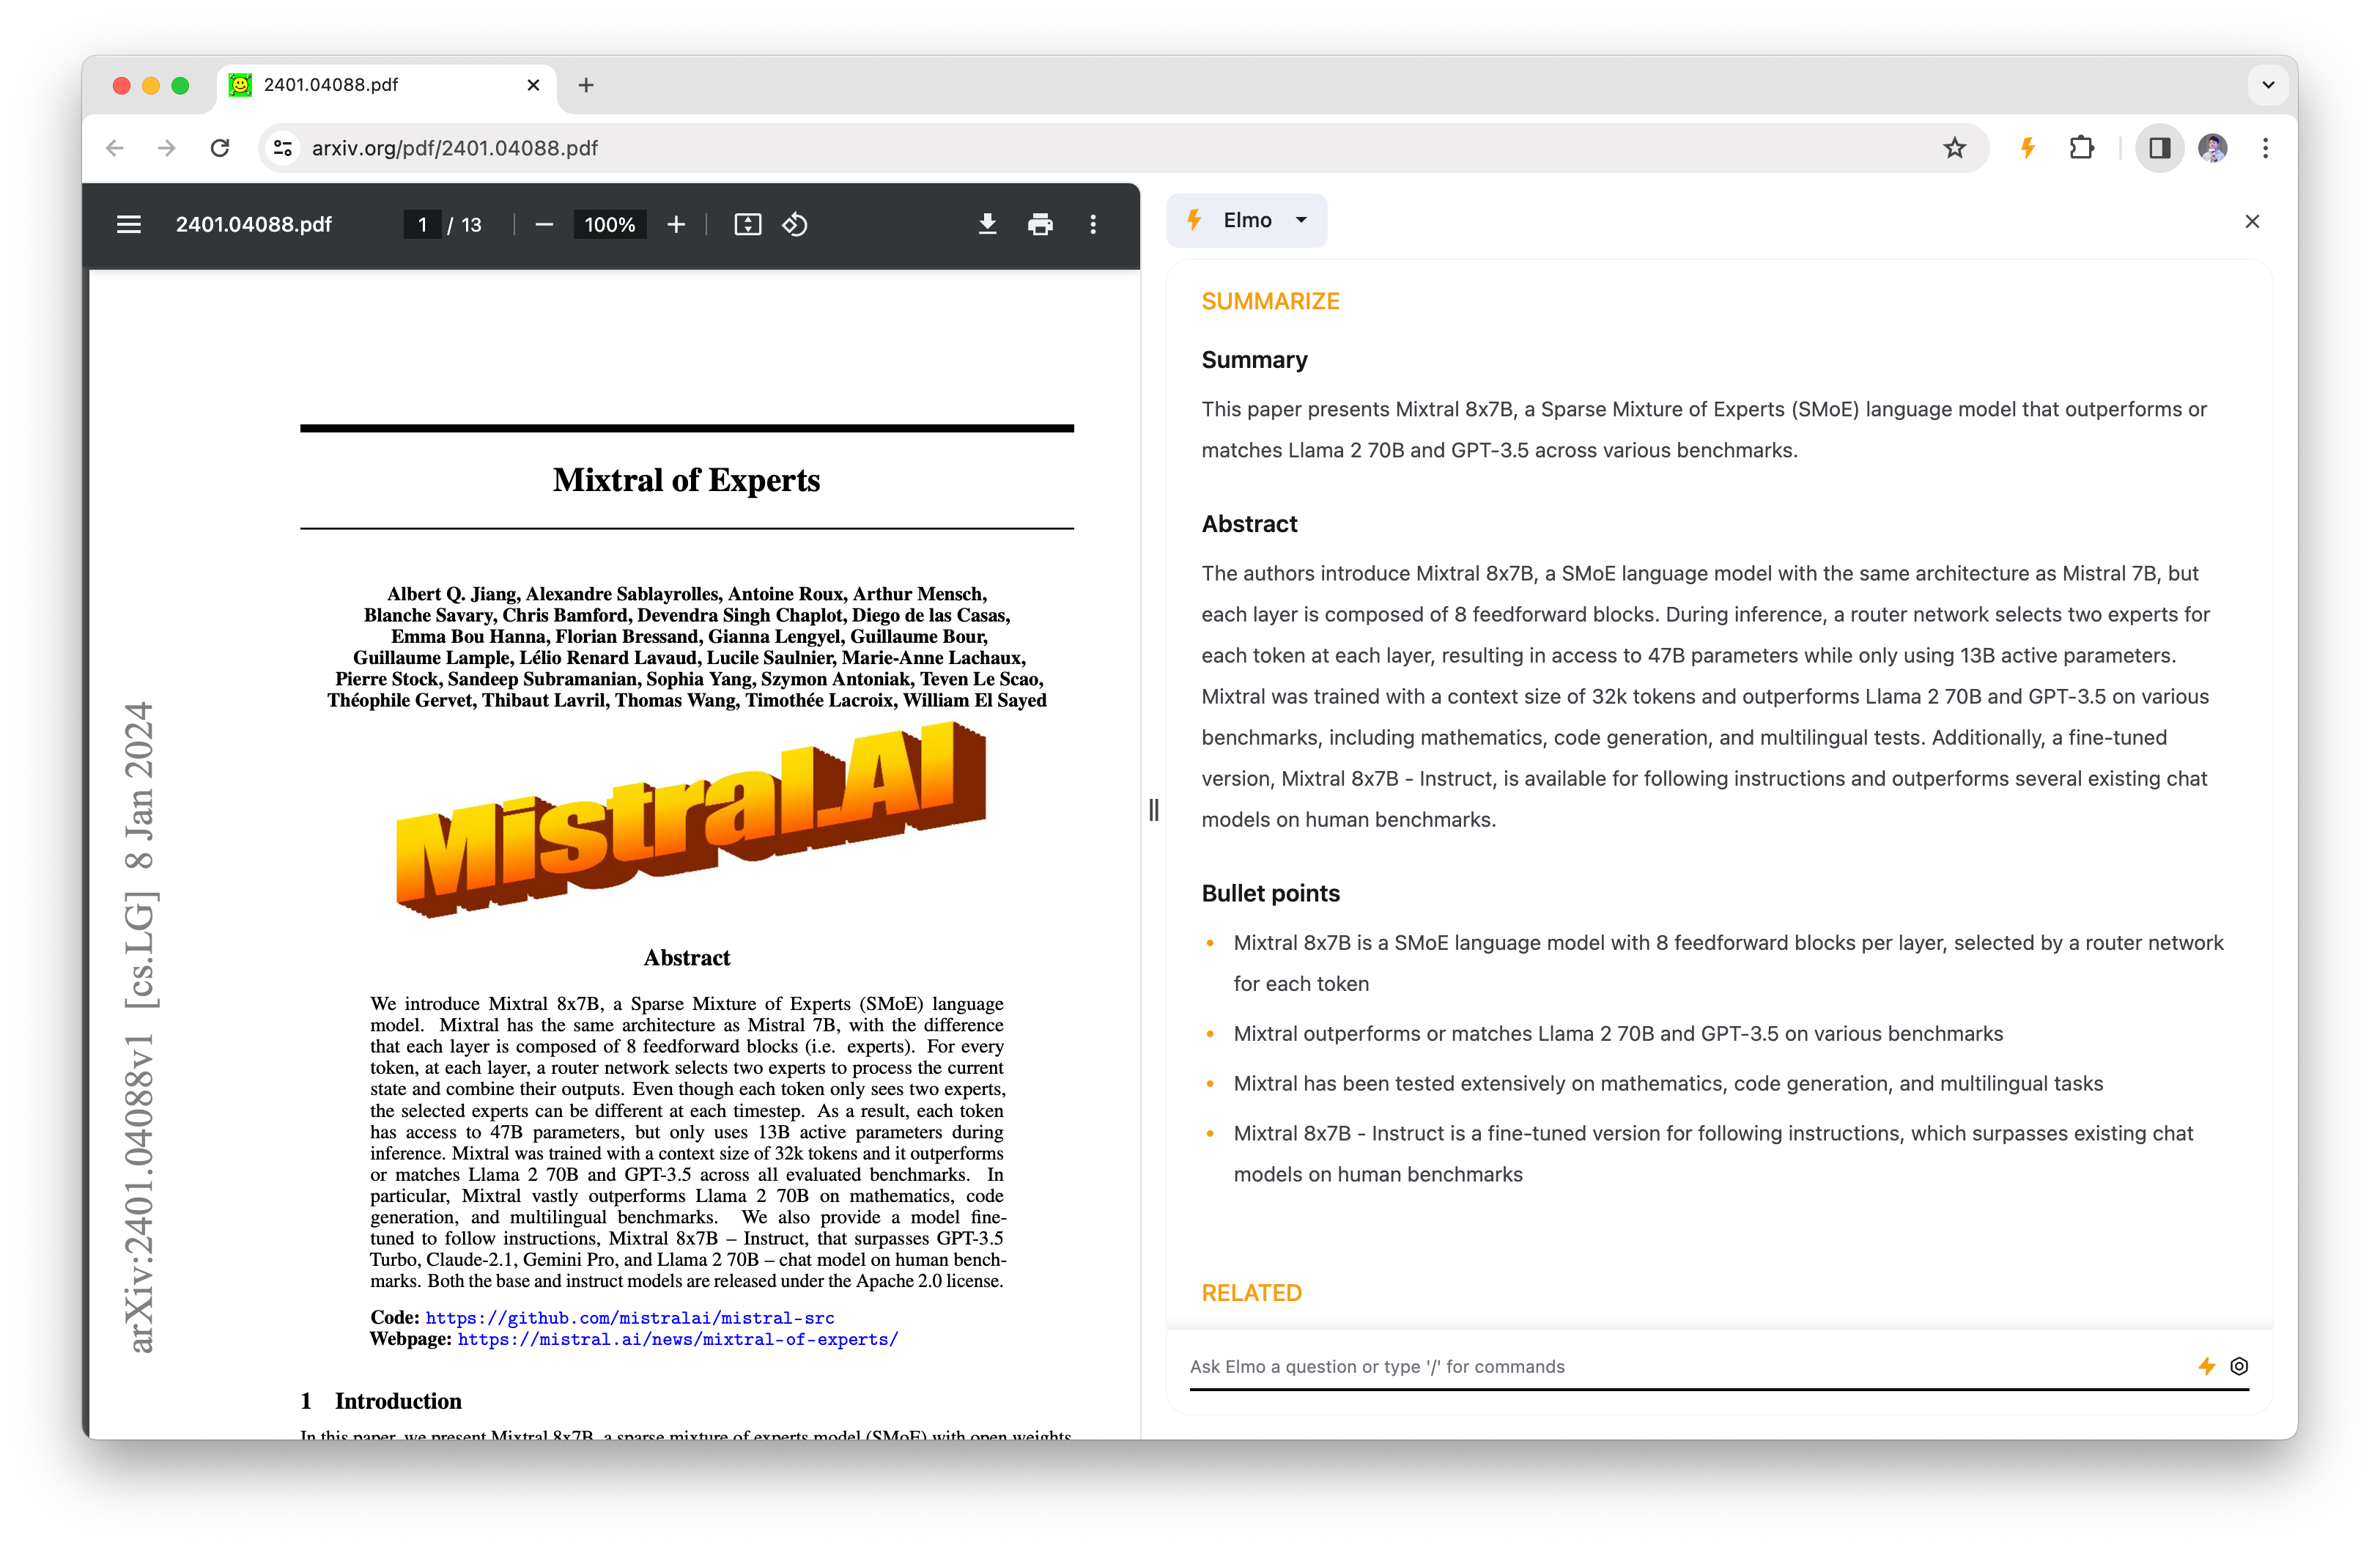 2401.04088.pdf
arxiv.org/pdf/2401.04088.pdf
2401.04088.pdf
1 / 13
100%
Mixtral of Experts
Albert Q. Jiang, Alexandre Sablayrolles, Antoine Roux, Arthur Mensch,
Blanche Savary, Chris Bamford, Devendra Singh Chaplot, Diego de las Casas,
Emma Bou Hanna, Florian Bressand, Gianna Lengyel, Guillaume Bour,
Guillaume Lample, Lélio Renard Lavaud, Lucile Saulnier, Marie-Anne Lachaux,
Pierre Stock, Sandeep Subramanian, Sophia Yang, Szymon Antoniak, Teven Le Scao,
Théophile Gervet, Thibaut Lavril, Thomas Wang, Timothée Lacroix, William El Sayed
Mistral.AI
arXiv:2401.04088v1 [cs.LG] 8 Jan 2024
Abstract
We introduce Mixtral 8x7B, a Sparse Mixture of Experts (SMoE) language
model. Mixtral has the same architecture as Mistral 7B, with the difference
that each layer is composed of 8 feedforward blocks (i.e. experts). For every
token, at each layer, a router network selects two experts to process the current
state and combine their outputs. Even though each token only sees two experts,
the selected experts can be different at each timestep. As a result, each token
has access to 47B parameters, but only uses 13B active parameters during
inference. Mixtral was trained with a context size of 32k tokens and it outperforms
or matches Llama 2 70B and GPT-3.5 across all evaluated benchmarks. In
particular, Mixtral vastly outperforms Llama 2 70B on mathematics, code
generation, and multilingual benchmarks. We also provide a model fine-
tuned to follow instructions, Mixtral 8x7B – Instruct, that surpasses GPT-3.5
Turbo, Claude-2.1, Gemini Pro, and Llama 2 70B – chat model on human bench-
marks. Both the base and instruct models are released under the Apache 2.0 license.
Code: https://github.com/mistralai/mistral-src
Webpage: https://mistral.ai/news/mixtral-of-experts/
1 Introduction
In this paper, we present Mixtral 8x7B, a sparse mixture of experts model (SMoE) with open weights
Elmo
SUMMARIZE
Summary
This paper presents Mixtral 8x7B, a Sparse Mixture of Experts (SMoE) language model that outperforms or
matches Llama 2 70B and GPT-3.5 across various benchmarks.
Abstract
The authors introduce Mixtral 8x7B, a SMoE language model with the same architecture as Mistral 7B, but
each layer is composed of 8 feedforward blocks. During inference, a router network selects two experts for
each token at each layer, resulting in access to 47B parameters while only using 13B active parameters.
Mixtral was trained with a context size of 32k tokens and outperforms Llama 2 70B and GPT-3.5 on various
benchmarks, including mathematics, code generation, and multilingual tests. Additionally, a fine-tuned
version, Mixtral 8x7B - Instruct, is available for following instructions and outperforms several existing chat
models on human benchmarks.
Bullet points
• Mixtral 8x7B is a SMoE language model with 8 feedforward blocks per layer, selected by a router network
for each token
• Mixtral outperforms or matches Llama 2 70B and GPT-3.5 on various benchmarks
• Mixtral has been tested extensively on mathematics, code generation, and multilingual tasks
• Mixtral 8x7B - Instruct is a fine-tuned version for following instructions, which surpasses existing chat
models on human benchmarks
RELATED
Ask Elmo a question or type '/' for commands